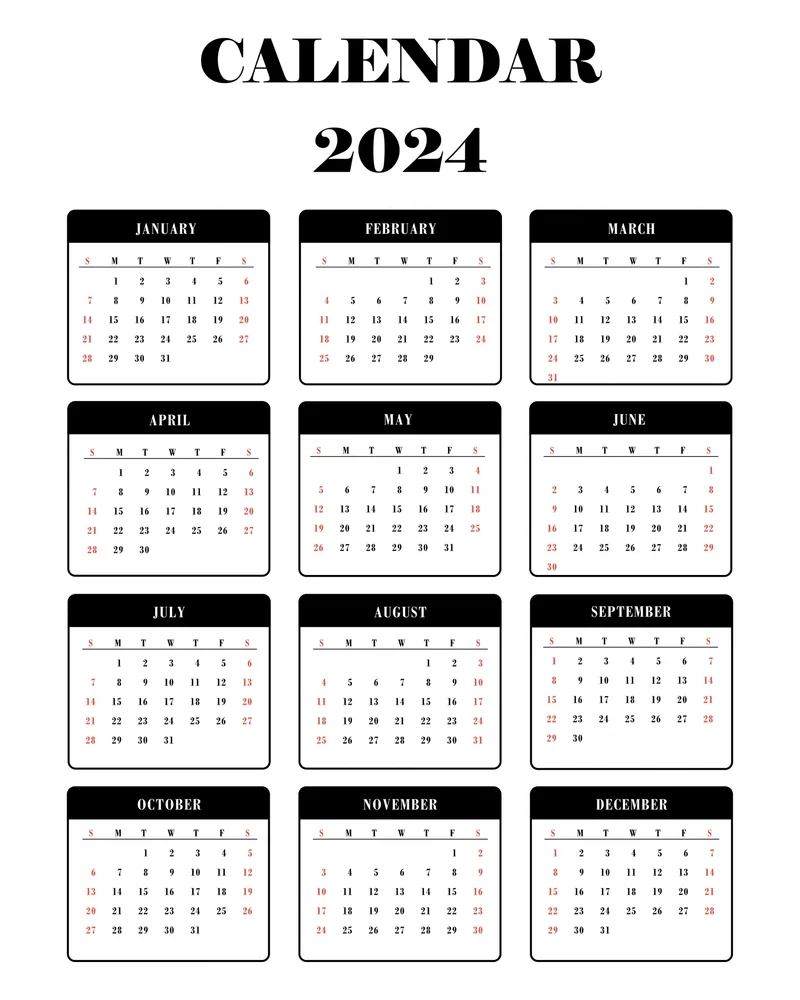 CALENDAR
2024
JANUARY
S M T W T F S
1 2 3 4 5 6
7 8 9 10 11 12 13
14 15 16 17 18 19 20
21 22 23 24 25 26 27
28 29 30 31
FEBRUARY
S M T W T F S
1 2 3
4 5 6 7 8 9 10
11 12 13 14 15 16 17
18 19 20 21 22 23 24
25 26 27 28 29
MARCH
S M T W T F S
1 2
3 4 5 6 7 8 9
10 11 12 13 14 15 16
17 18 19 20 21 22 23
24 25 26 27 28 29 30
31
APRIL
S M T W T F S
1 2 3 4 5 6
7 8 9 10 11 12 13
14 15 16 17 18 19 20
21 22 23 24 25 26 27
28 29 30
MAY
S M T W T F S
1 2 3 4
5 6 7 8 9 10 11
12 13 14 15 16 17 18
19 20 21 22 23 24 25
26 27 28 29 30 31
JUNE
S M T W T F S
1
2 3 4 5 6 7 8
9 10 11 12 13 14 15
16 17 18 19 20 21 22
23 24 25 26 27 28 29
30
JULY
S M T W T F S
1 2 3 4 5 6
7 8 9 10 11 12 13
14 15 16 17 18 19 20
21 22 23 24 25 26 27
28 29 30 31
AUGUST
S M T W T F S
1 2 3
4 5 6 7 8 9 10
11 12 13 14 15 16 17
18 19 20 21 22 23 24
25 26 27 28 29 30 31
SEPTEMBER
S M T W T F S
1 2 3 4 5 6 7
8 9 10 11 12 13 14
15 16 17 18 19 20 21
22 23 24 25 26 27 28
29 30
OCTOBER
S M T W T F S
1 2 3 4 5
6 7 8 9 10 11 12
13 14 15 16 17 18 19
20 21 22 23 24 25 26
27 28 29 30 31
NOVEMBER
S M T W T F S
1 2
3 4 5 6 7 8 9
10 11 12 13 14 15 16
17 18 19 20 21 22 23
24 25 26 27 28 29 30
DECEMBER
S M T W T F S
1 2 3 4 5 6 7
8 9 10 11 12 13 14
15 16 17 18 19 20 21
22 23 24 25 26 27 28
29 30 31